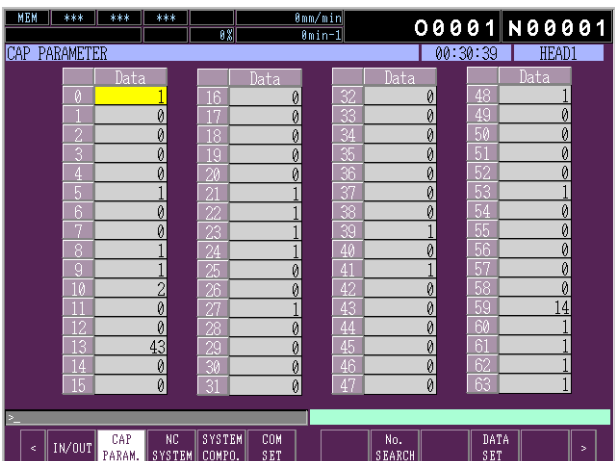 MEM *** *** *** 0mm/min O0001 N00001
0% 0min-1
CAP PARAMETER 00:30:39 HEAD1
Data Data Data Data
0 1 16 0 32 0 48 1
1 0 17 0 33 0 49 0
2 0 18 0 34 0 50 0
3 0 19 0 35 0 51 0
4 0 20 0 36 0 52 0
5 1 21 1 37 0 53 1
6 0 22 1 38 0 54 0
7 0 23 1 39 1 55 0
8 1 24 1 40 0 56 0
9 1 25 0 41 1 57 0
10 2 26 0 42 0 58 0
11 0 27 1 43 0 59 14
12 0 28 0 44 0 60 1
13 43 29 0 45 0 61 1
14 0 30 0 46 0 62 1
15 0 31 0 47 0 63 1
>_
< IN/OUT CAP PARAM. NC SYSTEM SYSTEM COMPO. COM SET No. SEARCH DATA SET >